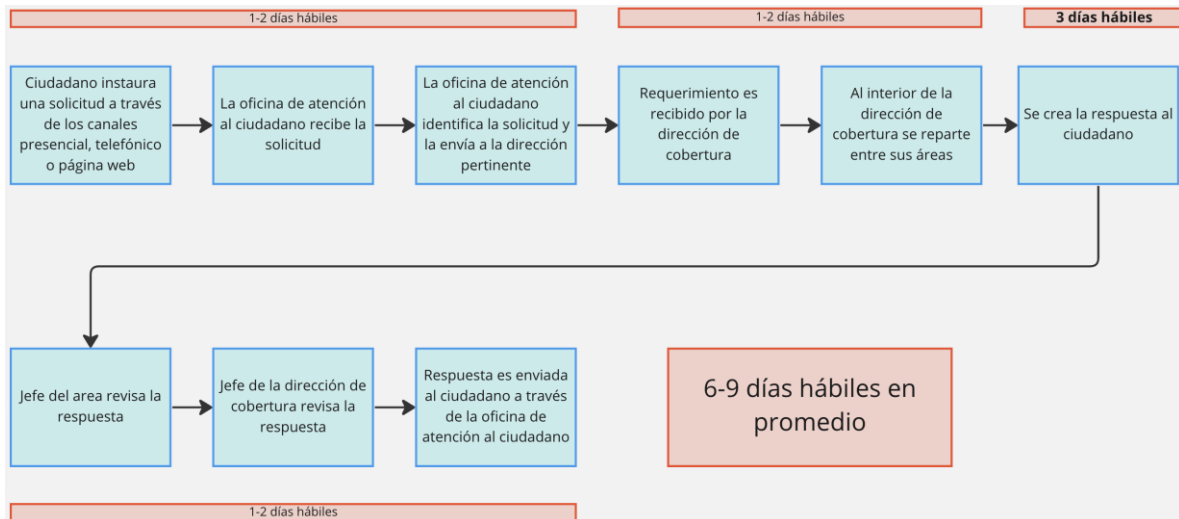 1-2 días hábiles
1-2 días hábiles
3 días hábiles
Ciudadano instaura
una solicitud a través
de los canales
presencial, telefónico
o página web
La oficina de atención
al ciudadano recibe la
solicitud
La oficina de atención
al ciudadano
identifica la solicitud y
la envía a la dirección
pertinente
Requerimiento es
recibido por la
dirección de
cobertura
Al interior de la
dirección de
cobertura se reparte
entre sus áreas
Se crea la respuesta al
ciudadano
Jefe del area revisa la
respuesta
Jefe de la dirección de
cobertura revisa la
respuesta
Respuesta es enviada
al ciudadano a través
de la oficina de
atención al ciudadano
6-9 días hábiles en
promedio
1-2 días hábiles